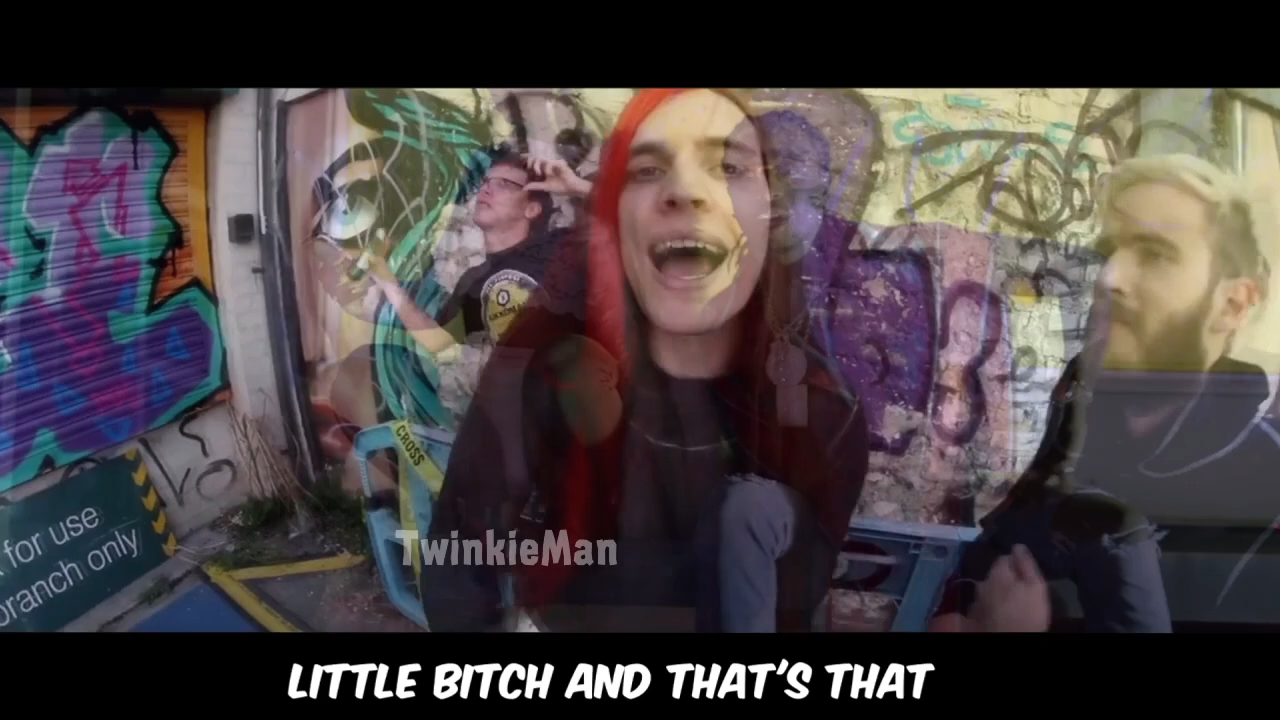 CROSS
for use
branch only
TwinkieMan
LITTLE BITCH AND THAT'S THAT